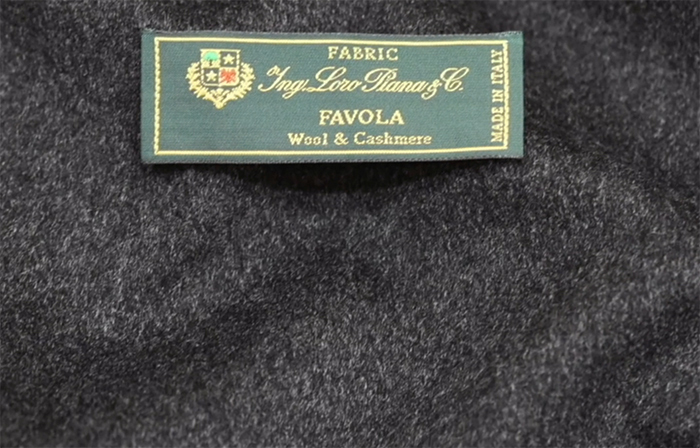 FABRIC
Ing. Loro Piana & C.
FAVOLA
Wool & Cashmere
MADE IN ITALY